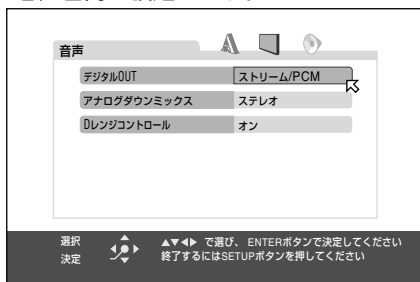 音声
デジタルOUT ストリーム/PCM
アナログダウンミックス ステレオ
Dレンジコントロール オン
選択 ▲▼◀▶ で選び、ENTERボタンで決定してください
決定 終了するにはSETUPボタンを押してください